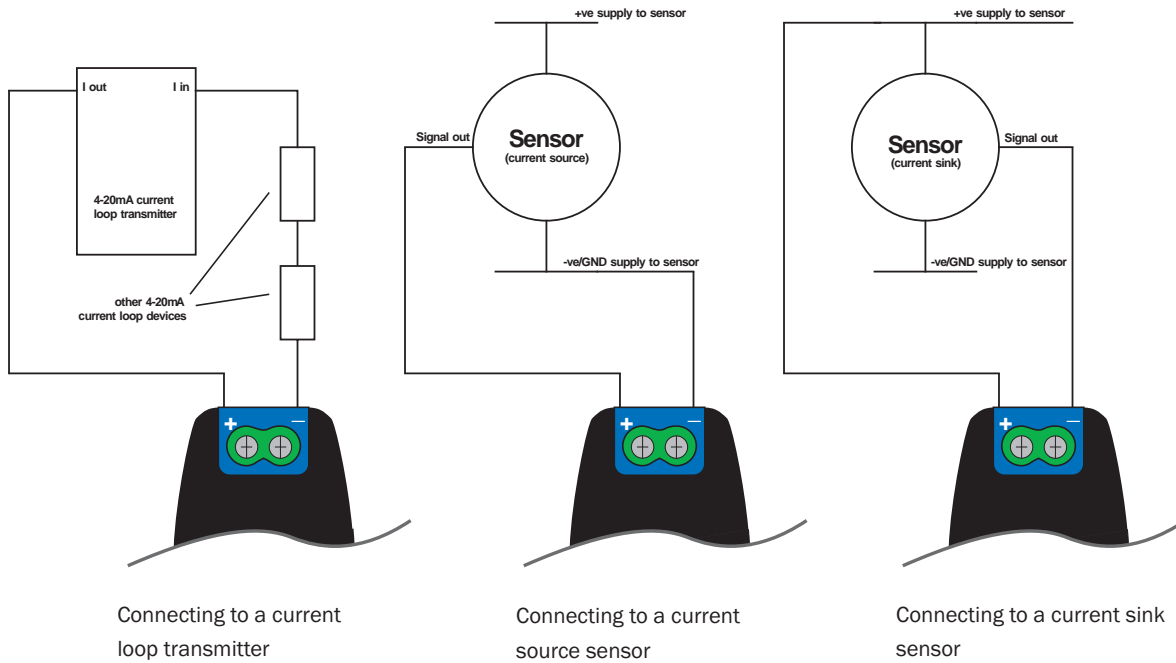 I out
I in
4-20mA current
loop transmitter
other 4-20mA
current loop devices
+
−
Connecting to a current
loop transmitter
+ve supply to sensor
Signal out
Sensor
(current source)
-ve/GND supply to sensor
+
−
Connecting to a current
source sensor
+ve supply to sensor
Sensor
(current sink)
Signal out
-ve/GND supply to sensor
+
−
Connecting to a current sink
sensor